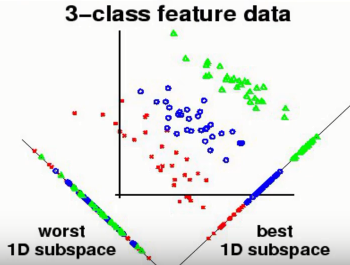 3-class feature data
worst
1D subspace
best
1D subspace